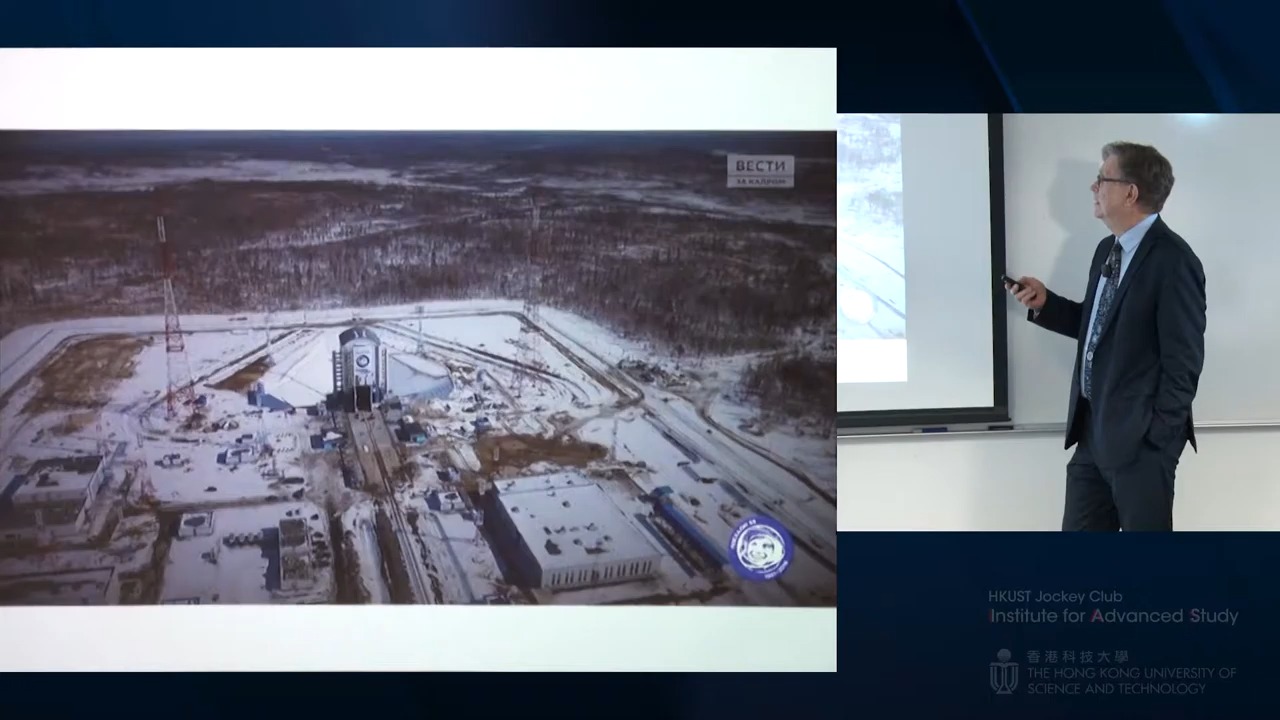 ВЕСТИ
HKUST Jockey Club
Institute for Advanced Study
香港科技大學
THE HONG KONG UNIVERSITY OF
SCIENCE AND TECHNOLOGY